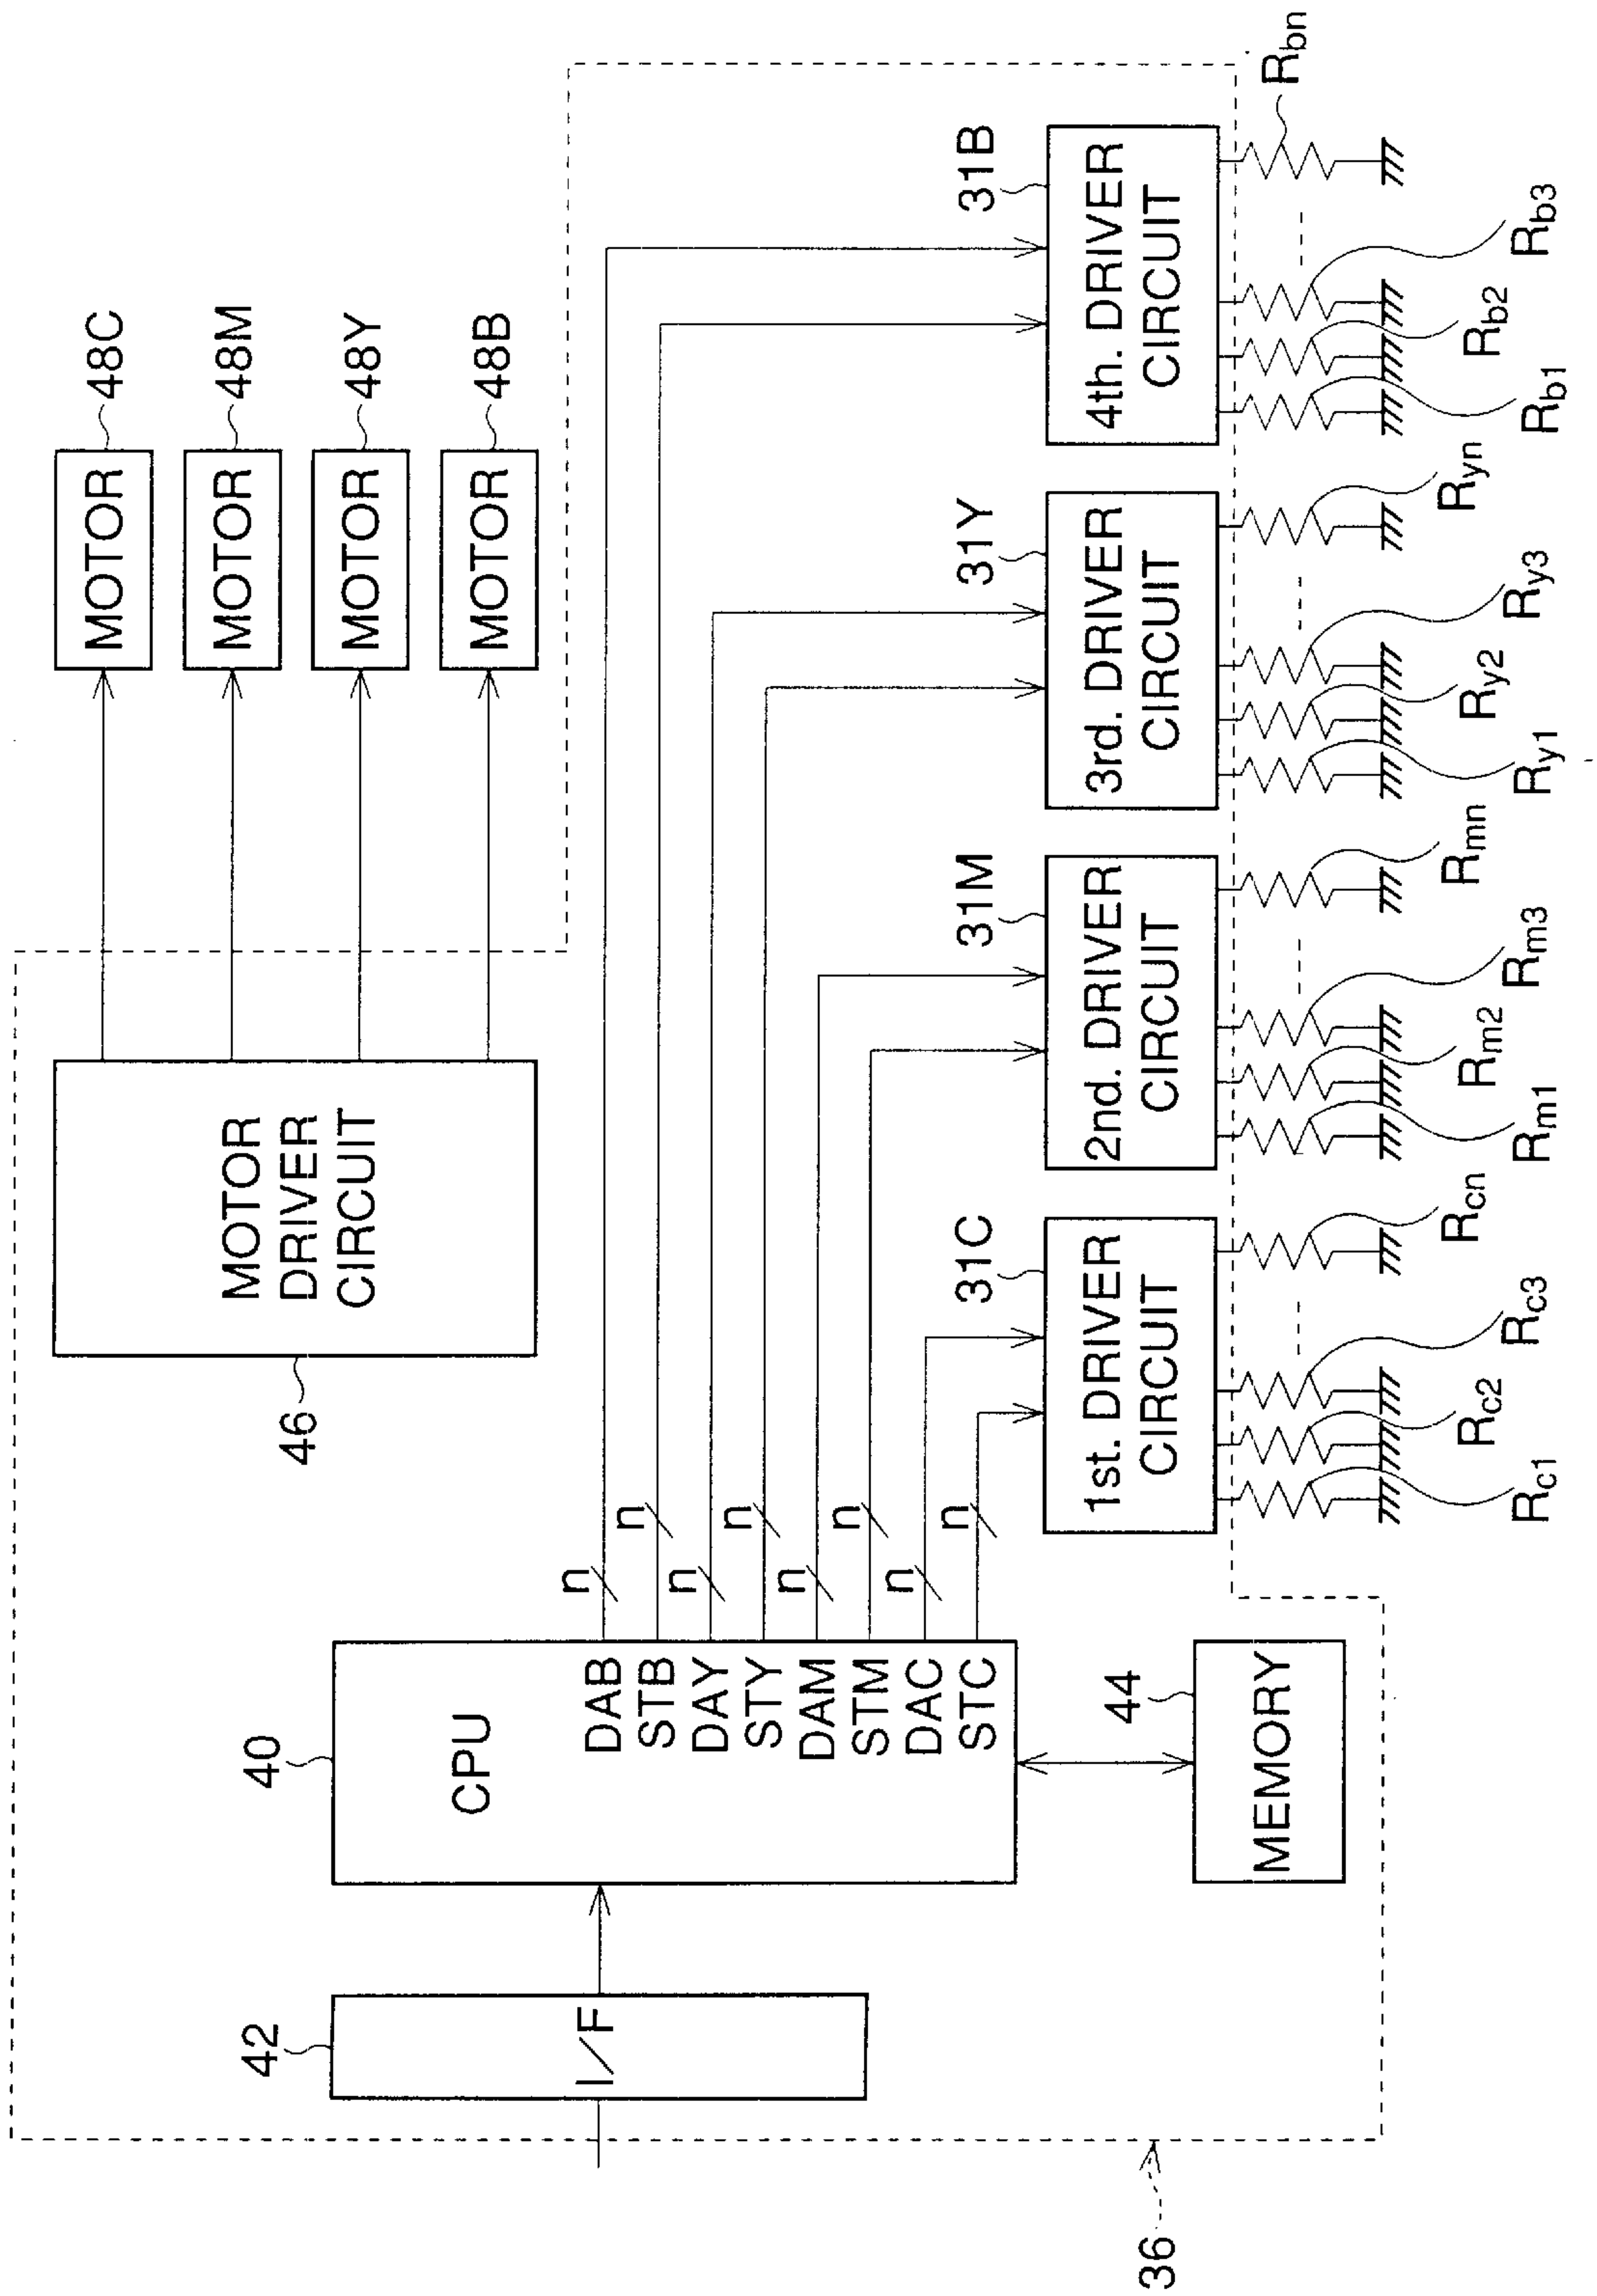 48C
MOTOR
48M
MOTOR
48Y
MOTOR
48B
MOTOR
MOTOR
DRIVER
CIRCUIT
46
40
CPU
42
I/F
DAB
STB
DAY
STY
DAM
STM
DAC
STC
n
n
n
n
n
n
n
n
44
MEMORY
31C
1st. DRIVER
CIRCUIT
31M
2nd. DRIVER
CIRCUIT
31Y
3rd. DRIVER
CIRCUIT
31B
4th. DRIVER
CIRCUIT
Rc1
Rc2
Rc3
Rcn
Rm1
Rm2
Rm3
Rmn
Ry1
Ry2
Ry3
Ryn
Rb1
Rb2
Rb3
Rbn
36